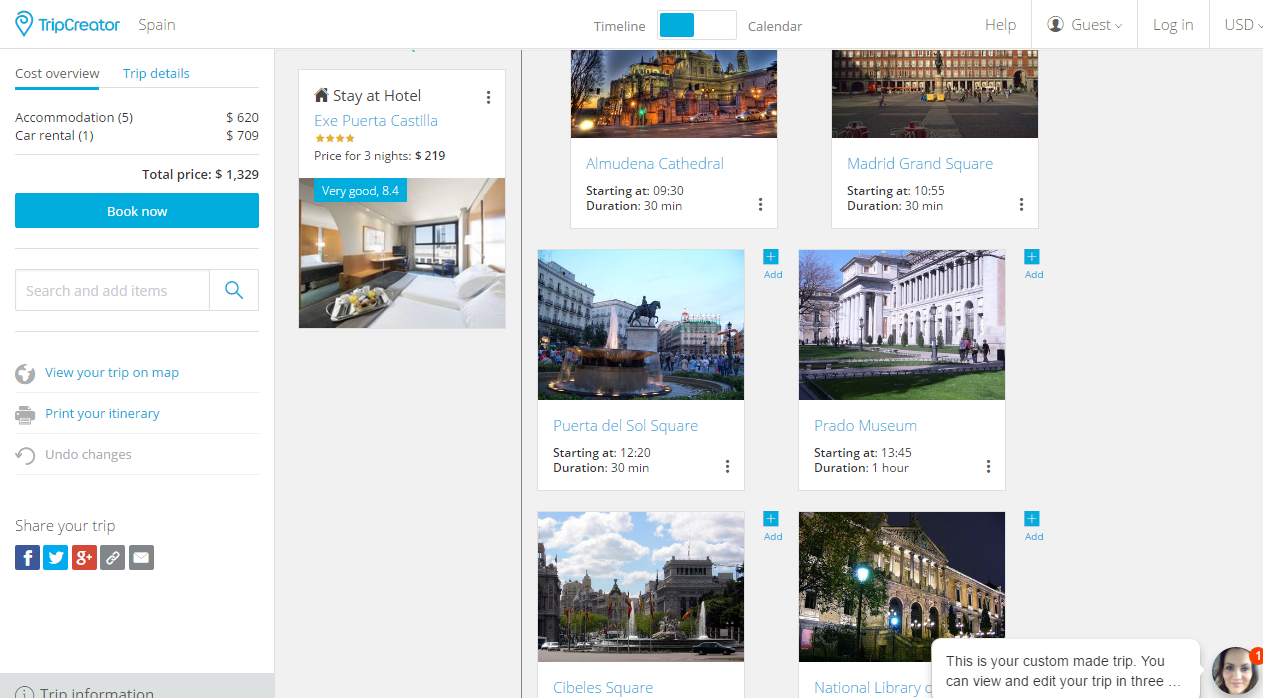 TripCreator
Spain
Timeline
Calendar
Help
Guest
Log in
USD
Cost overview
Trip details
Accommodation (5) $ 620
Car rental (1) $ 709
Total price: $ 1,329
Book now
Search and add items
View your trip on map
Print your itinerary
Undo changes
Share your trip
f
g+
Trip information
Stay at Hotel
Exe Puerta Castilla
Price for 3 nights: $ 219
Very good, 8.4
Almudena Cathedral
Starting at: 09:30
Duration: 30 min
Madrid Grand Square
Starting at: 10:55
Duration: 30 min
Add
Add
Puerta del Sol Square
Starting at: 12:20
Duration: 30 min
Prado Museum
Starting at: 13:45
Duration: 1 hour
Add
Add
Cibeles Square
National Library
This is your custom made trip. You
can view and edit your trip in three ...
1